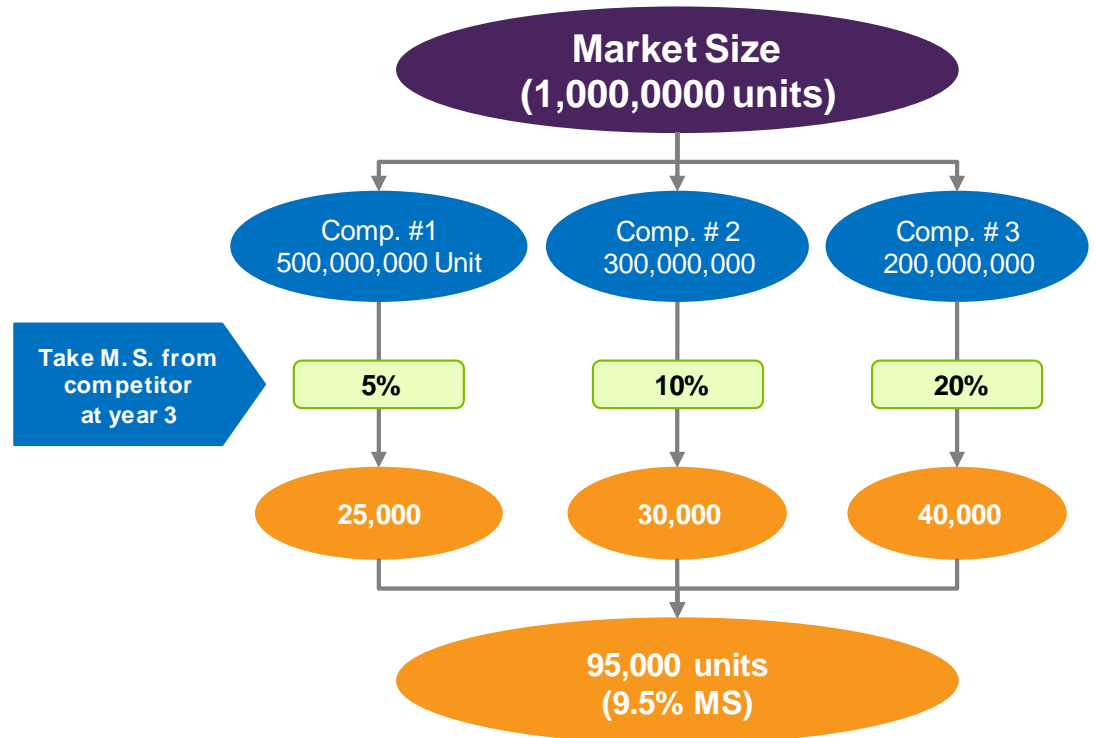 Market Size
(1,000,0000 units)
Comp. #1
500,000,000 Unit
Comp. # 2
300,000,000
Comp. # 3
200,000,000
Take M. S. from
competitor
at year 3
5%
10%
20%
25,000
30,000
40,000
95,000 units
(9.5% MS)